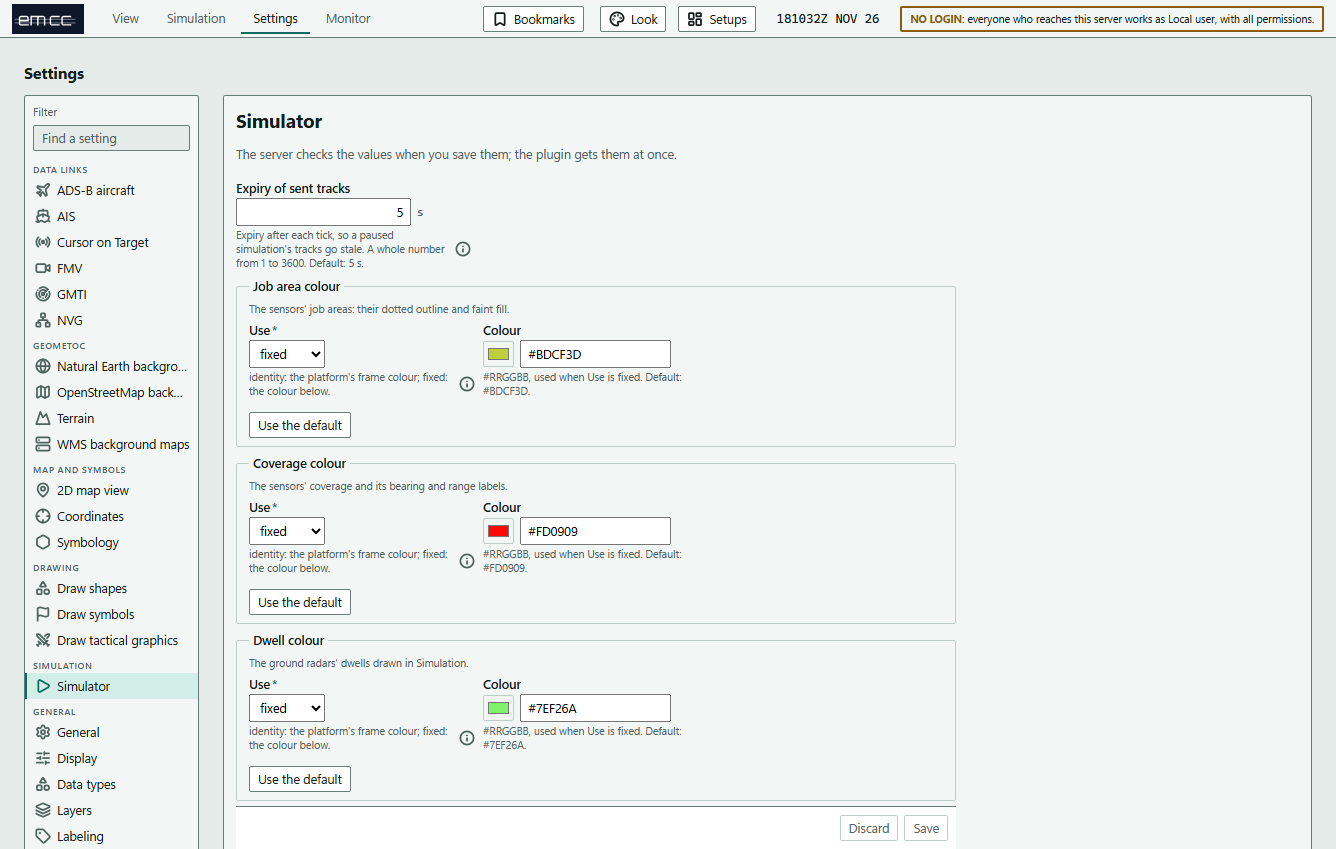 emcc
View
Simulation
Settings
Monitor
Bookmarks
Look
Setups
181032Z NOV 26
NO LOGIN: everyone who reaches this server works as Local user, with all permissions.
Settings
Filter
Find a setting
DATA LINKS
ADS-B aircraft
AIS
Cursor on Target
FMV
GMTI
NVG
GEOMETOC
Natural Earth backgro...
OpenStreetMap back...
Terrain
WMS background maps
MAP AND SYMBOLS
2D map view
Coordinates
Symbology
DRAWING
Draw shapes
Draw symbols
Draw tactical graphics
SIMULATION
Simulator
GENERAL
General
Display
Data types
Layers
Labeling
Simulator
The server checks the values when you save them; the plugin gets them at once.
Expiry of sent tracks
5 s
Expiry after each tick, so a paused
simulation's tracks go stale. A whole number
from 1 to 3600. Default: 5 s.
Job area colour
The sensors' job areas: their dotted outline and faint fill.
Use *
fixed
identity: the platform's frame colour; fixed:
the colour below.
Colour
#BDCF3D
#RRGGBB, used when Use is fixed. Default:
#BDCF3D.
Use the default
Coverage colour
The sensors' coverage and its bearing and range labels.
Use *
fixed
identity: the platform's frame colour; fixed:
the colour below.
Colour
#FD0909
#RRGGBB, used when Use is fixed. Default:
#FD0909.
Use the default
Dwell colour
The ground radars' dwells drawn in Simulation.
Use *
fixed
identity: the platform's frame colour; fixed:
the colour below.
Colour
#7EF26A
#RRGGBB, used when Use is fixed. Default:
#7EF26A.
Use the default
Discard
Save